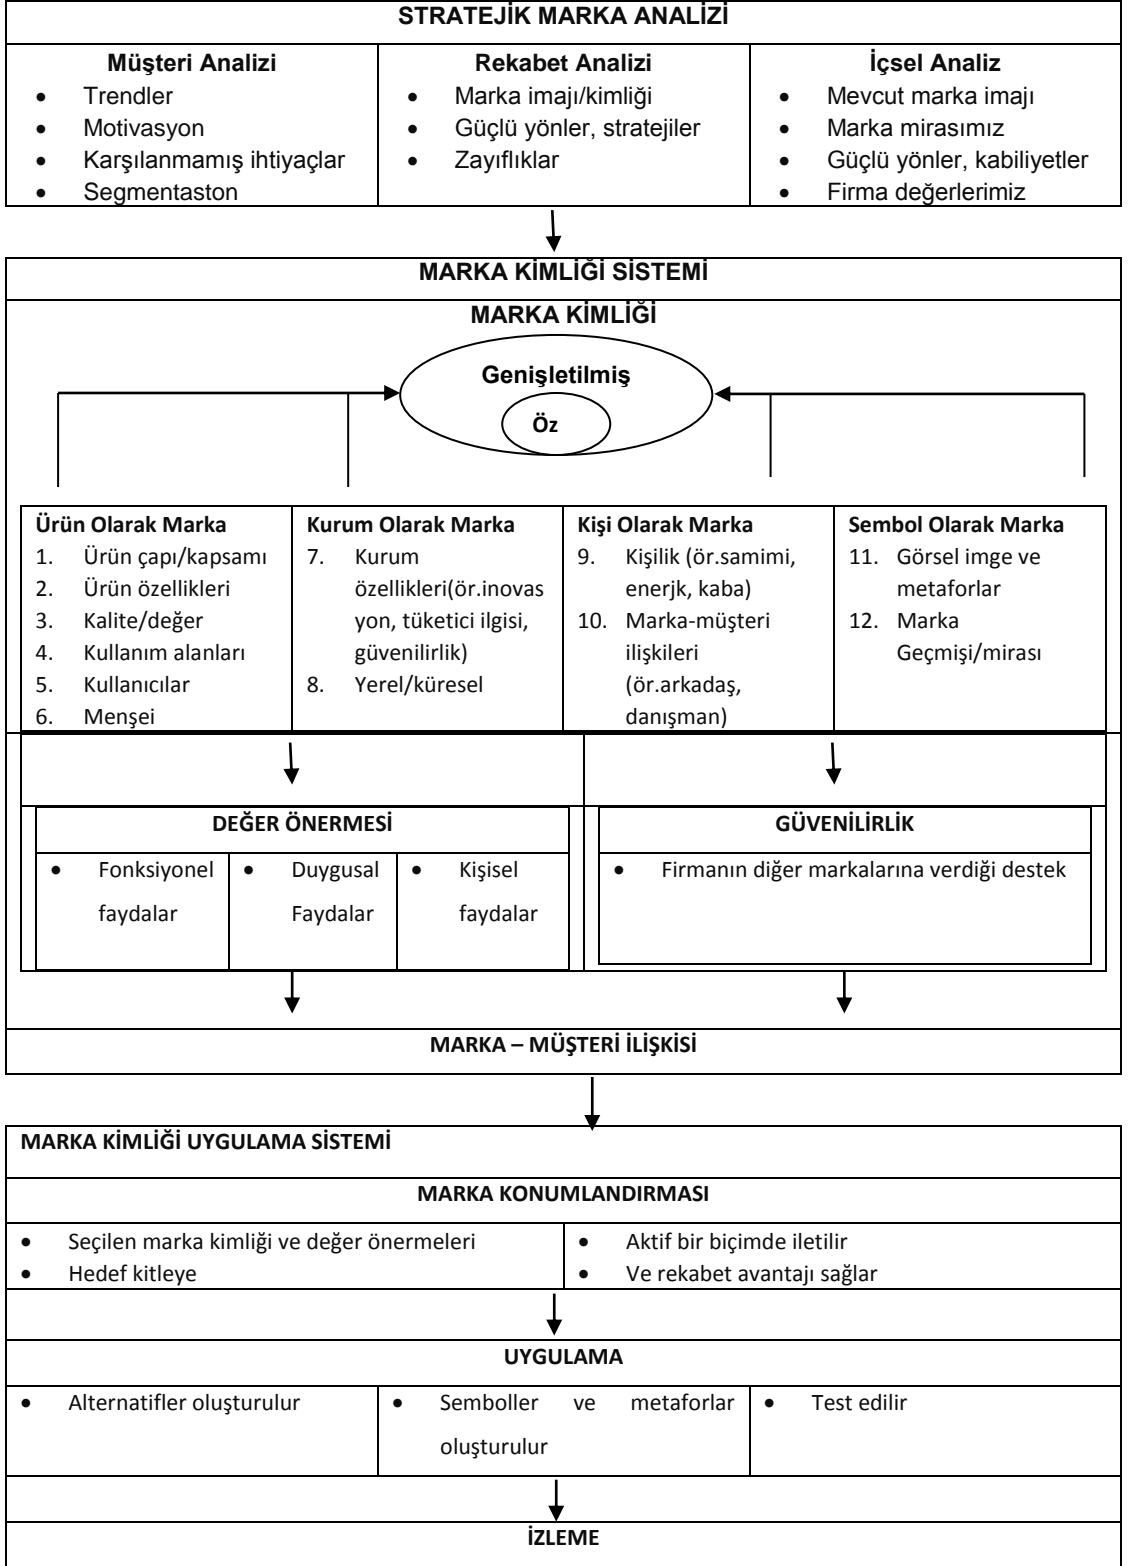 STRATEJİK MARKA ANALİZİ
Müşteri Analizi
• Trendler
• Motivasyon
• Karşılanmamış ihtiyaçlar
• Segmentaston
Rekabet Analizi
• Marka imajı/kimliği
• Güçlü yönler, stratejiler
• Zayıflıklar
İçsel Analiz
• Mevcut marka imajı
• Marka mirasımız
• Güçlü yönler, kabiliyetler
• Firma değerlerimiz
MARKA KİMLİĞİ SİSTEMİ
MARKA KİMLİĞİ
Genişletilmiş
Öz
Ürün Olarak Marka
1. Ürün çapı/kapsamı
2. Ürün özellikleri
3. Kalite/değer
4. Kullanım alanları
5. Kullanıcılar
6. Menşei
Kurum Olarak Marka
7. Kurum
özellikleri(ör.inovas
yon, tüketici ilgisi,
güvenilirlik)
8. Yerel/küresel
Kişi Olarak Marka
9. Kişilik (ör.samimi,
enerjk, kaba)
10. Marka-müşteri
ilişkileri
(ör.arkadaş,
danışman)
Sembol Olarak Marka
11. Görsel imge ve
metaforlar
12. Marka
Geçmişi/mirası
DEĞER ÖNERMESİ
• Fonksiyonel
faydalar
• Duygusal
Faydalar
• Kişisel
faydalar
GÜVENİLİRLİK
• Firmanın diğer markalarına verdiği destek
MARKA – MÜŞTERİ İLİŞKİSİ
MARKA KİMLİĞİ UYGULAMA SİSTEMİ
MARKA KONUMLANDIRMASI
• Seçilen marka kimliği ve değer önermeleri
• Hedef kitleye
• Aktif bir biçimde iletilir
• Ve rekabet avantajı sağlar
UYGULAMA
• Alternatifler oluşturulur
• Semboller ve metaforlar
oluşturulur
• Test edilir
İZLEME